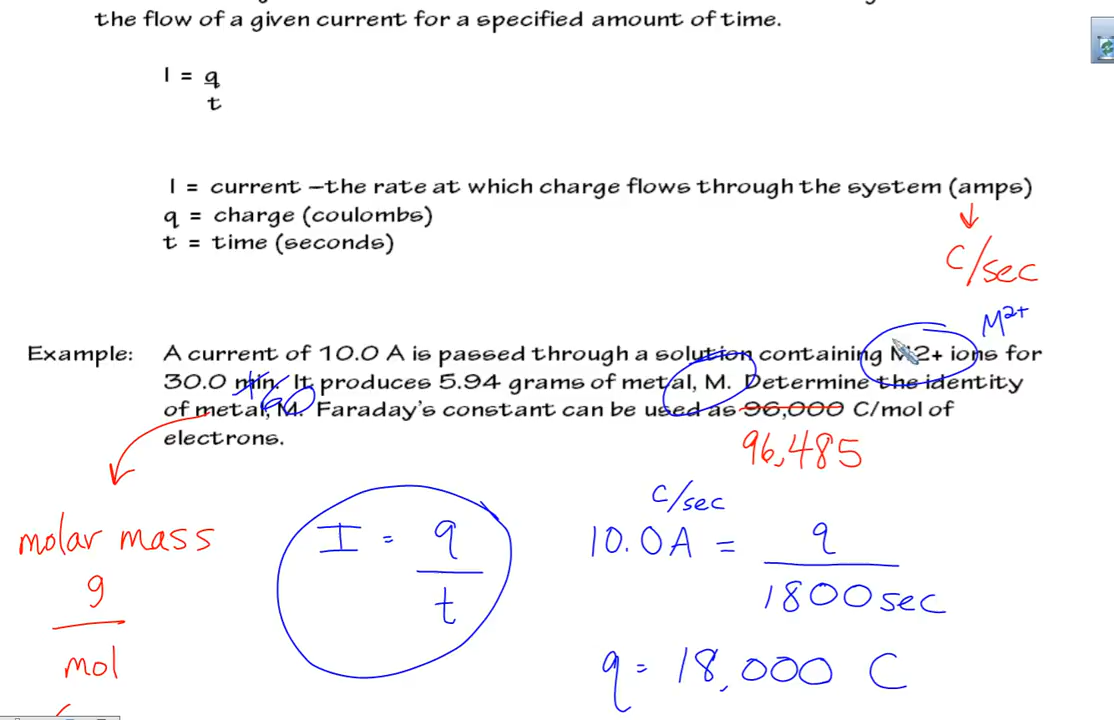 the flow of a given current for a specified amount of time.
I = q
t
I = current –the rate at which charge flows through the system (amps)
q = charge (coulombs)
t = time (seconds)
C/sec
M2+
Example: A current of 10.0 A is passed through a solution containing M2+ ions for
30.0 min. It produces 5.94 grams of metal, M. Determine the identity
of metal, M. Faraday's constant can be used as 96,000 C/mol of
electrons.
96,485
molar mass
g
mol
I = q
t
C/sec
10.0A = q
1800sec
q = 18,000 C